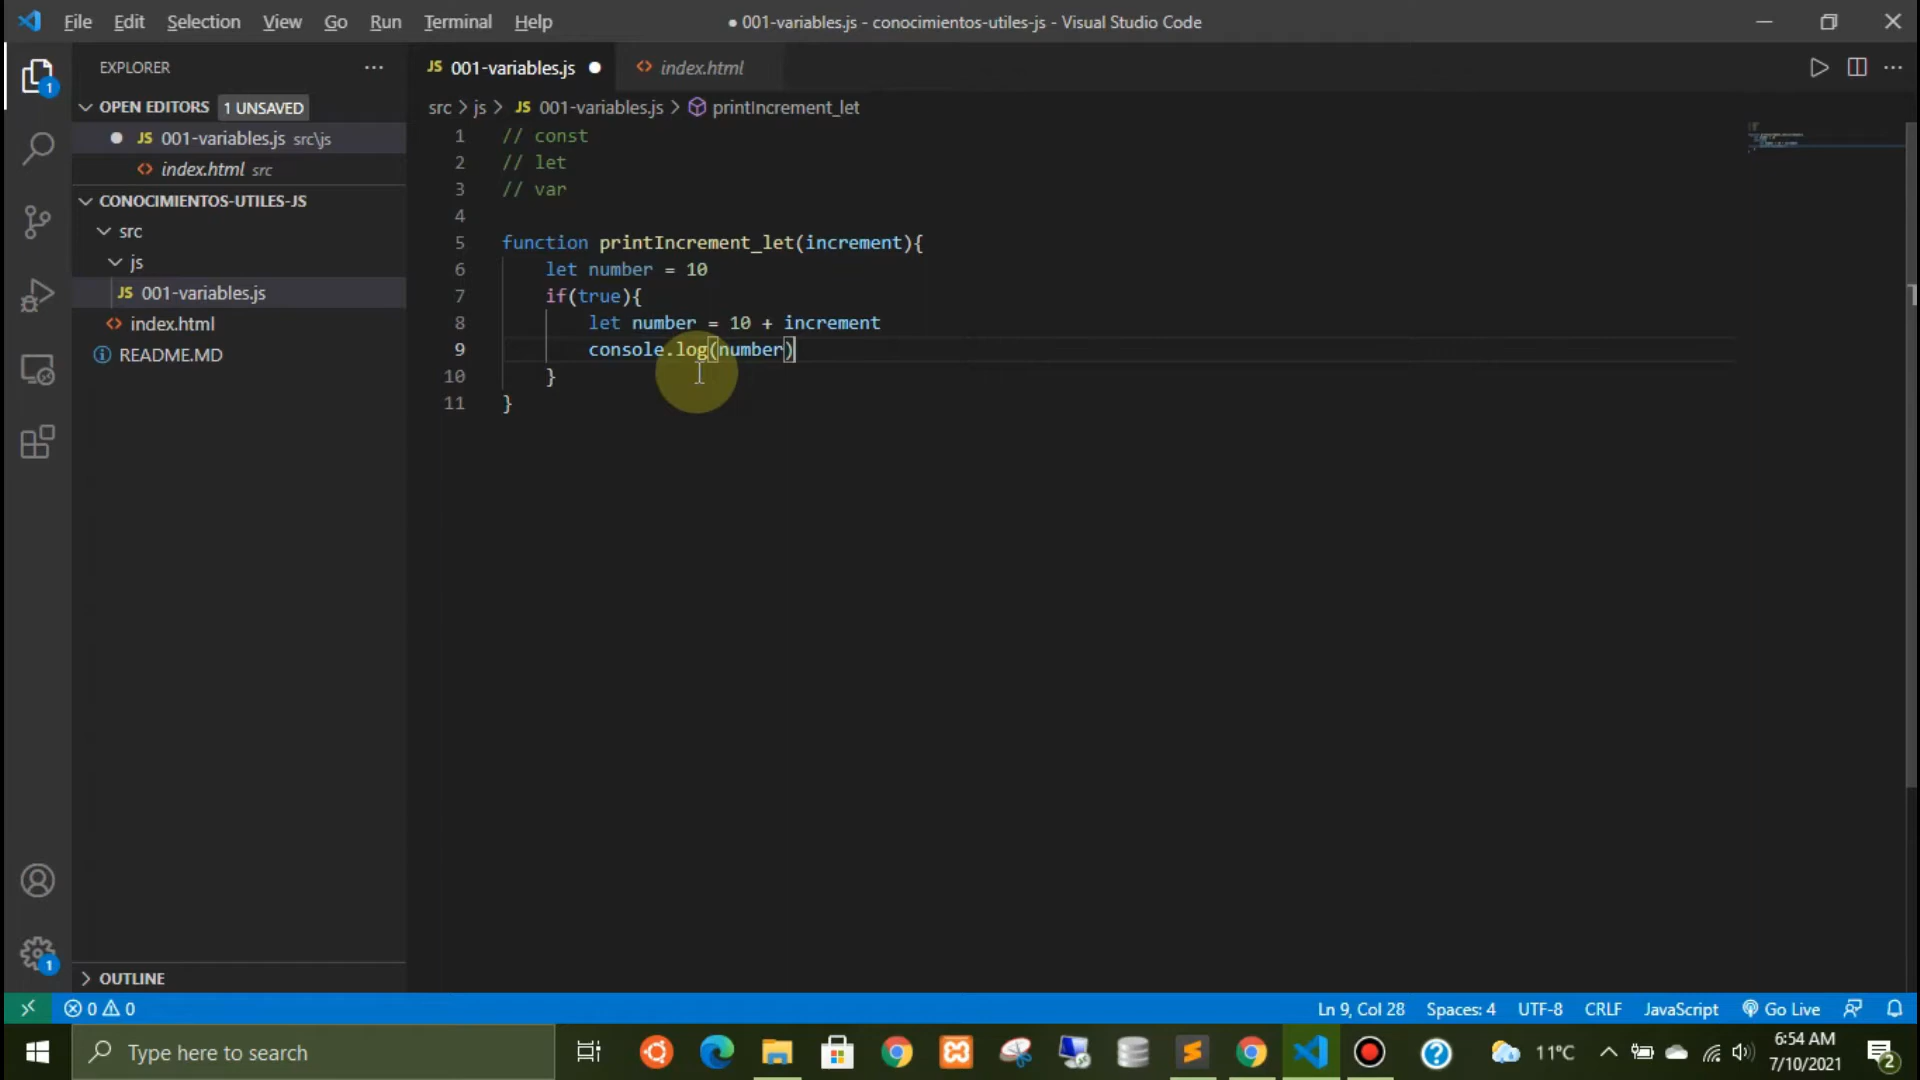 File Edit Selection View Go Run Terminal Help
● 001-variables.js - conocimientos-utiles-js - Visual Studio Code
EXPLORER ...
JS 001-variables.js ●
<> index.html
OPEN EDITORS 1 UNSAVED
● JS 001-variables.js src\js
<> index.html src
CONOCIMIENTOS-UTILES-JS
src
js
JS 001-variables.js
<> index.html
README.MD
OUTLINE
src > js > JS 001-variables.js > printIncrement_let
1 // const
2 // let
3 // var
4
5 function printIncrement_let(increment){
6 let number = 10
7 if(true){
8 let number = 10 + increment
9 console.log(number)
10 }
11 }
1
1
0 0
Ln 9, Col 28 Spaces: 4 UTF-8 CRLF JavaScript Go Live
Type here to search
11°C
6:54 AM
7/10/2021
2